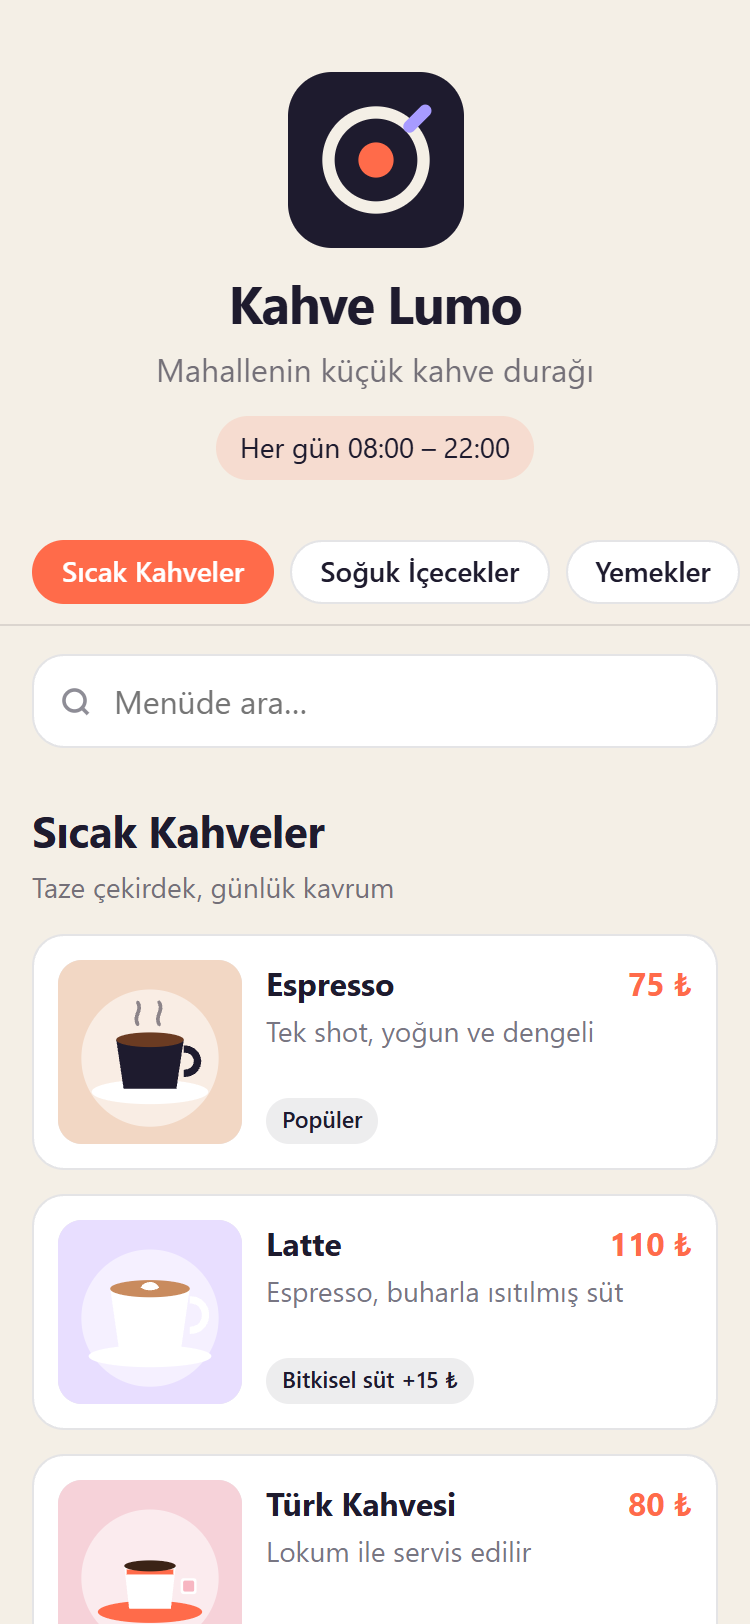 Kahve Lumo
Mahallenin küçük kahve durağı
Her gün 08:00 – 22:00
Sıcak Kahveler
Soğuk İçecekler
Yemekler
Menüde ara...
Sıcak Kahveler
Taze çekirdek, günlük kavrum
Espresso 75 ₺
Tek shot, yoğun ve dengeli
Popüler
Latte 110 ₺
Espresso, buharla ısıtılmış süt
Bitkisel süt +15 ₺
Türk Kahvesi 80 ₺
Lokum ile servis edilir